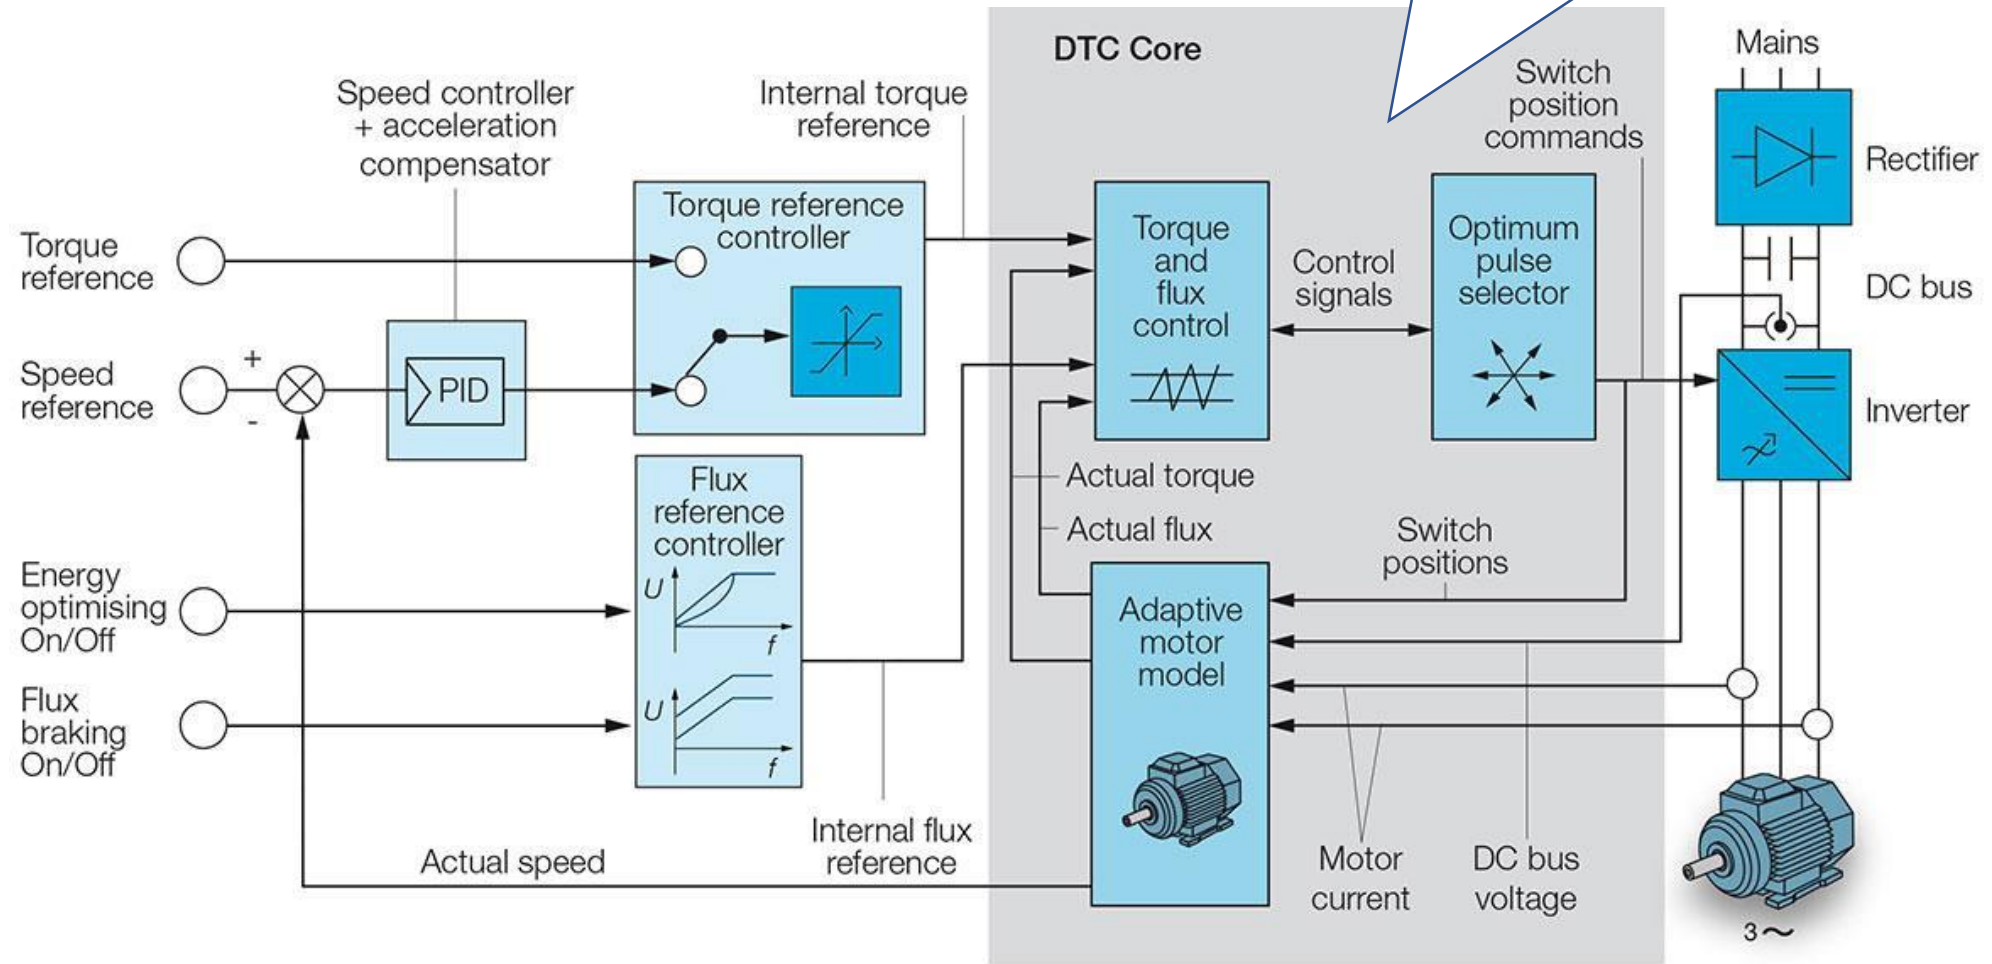 DTC Core
Mains
Speed controller
+ acceleration
compensator
Internal torque
reference
Switch
position
commands
Rectifier
Torque reference
controller
Torque
reference
Torque
and
flux
control
Control
signals
Optimum
pulse
selector
DC bus
+
Speed
reference
-
PID
Inverter
Flux
reference
controller
U
f
U
f
Actual torque
Actual flux
Switch
positions
Energy
optimising
On/Off
Adaptive
motor
model
Flux
braking
On/Off
Internal flux
reference
Actual speed
Motor
current
DC bus
voltage
3~